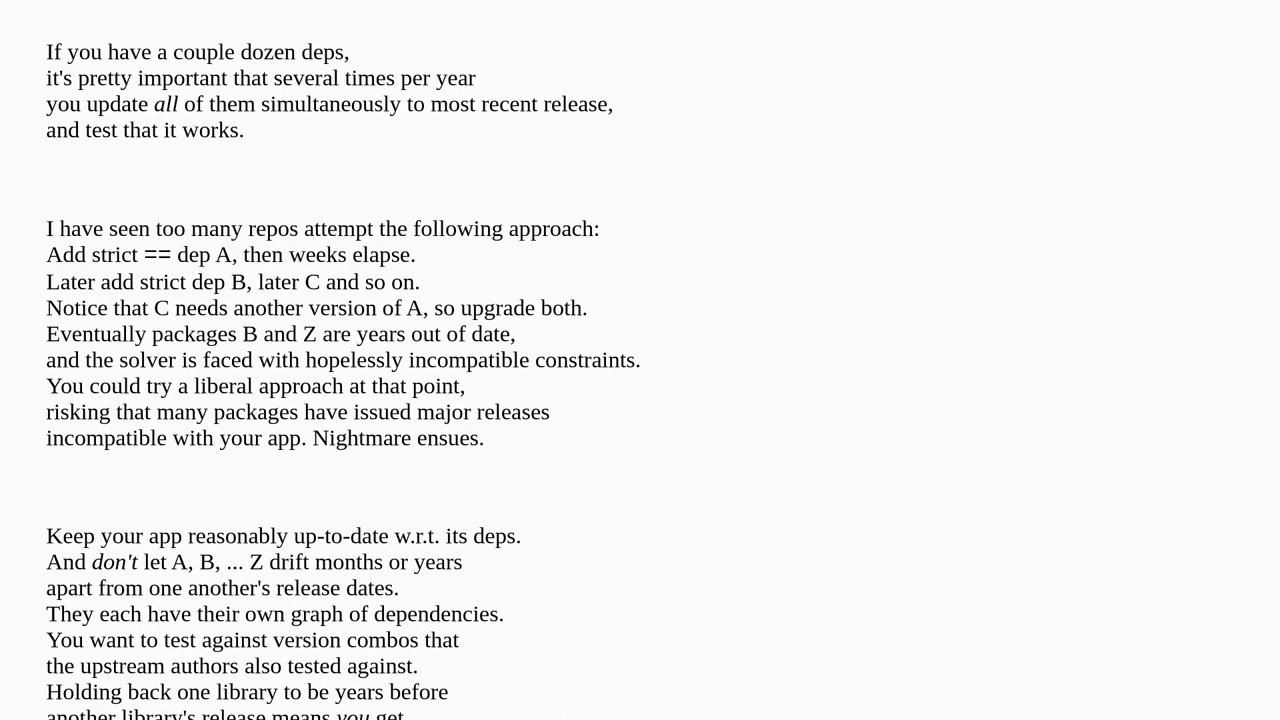 If you have a couple dozen deps,
it's pretty important that several times per year
you update all of them simultaneously to most recent release,
and test that it works.
I have seen too many repos attempt the following approach:
Add strict == dep A, then weeks elapse.
Later add strict dep B, later C and so on.
Notice that C needs another version of A, so upgrade both.
Eventually packages B and Z are years out of date,
and the solver is faced with hopelessly incompatible constraints.
You could try a liberal approach at that point,
risking that many packages have issued major releases
incompatible with your app. Nightmare ensues.
Keep your app reasonably up-to-date w.r.t. its deps.
And don't let A, B, ... Z drift months or years
apart from one another's release dates.
They each have their own graph of dependencies.
You want to test against version combos that
the upstream authors also tested against.
Holding back one library to be years before
another library's release means you get